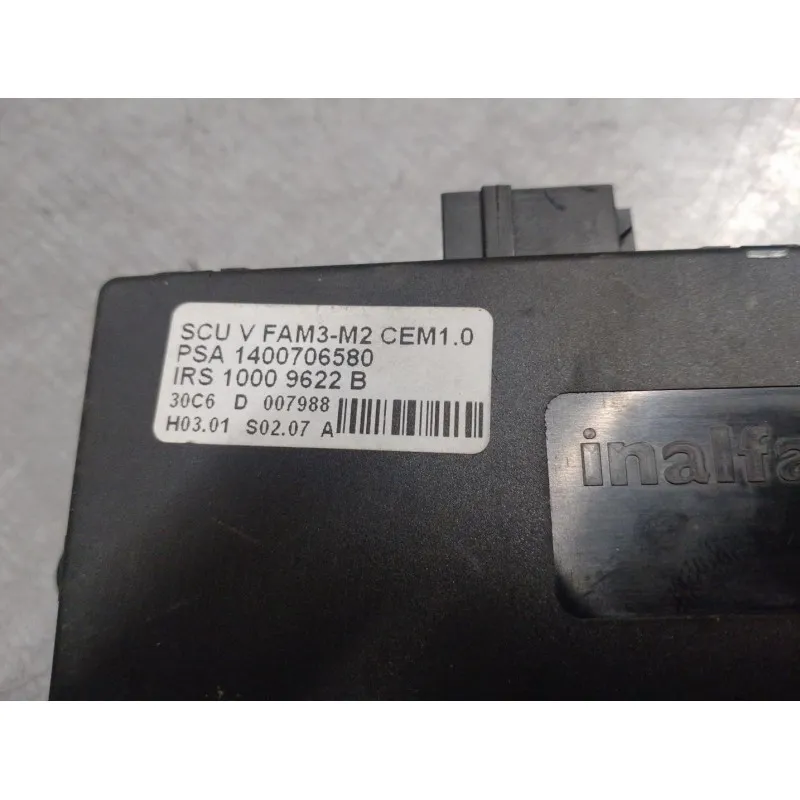 SCU V FAM3-M2 CEM1.0
PSA 1400706580
IRS 1000 9622 B
30C6 D 007988
H03.01 S02.07 A
inalfa